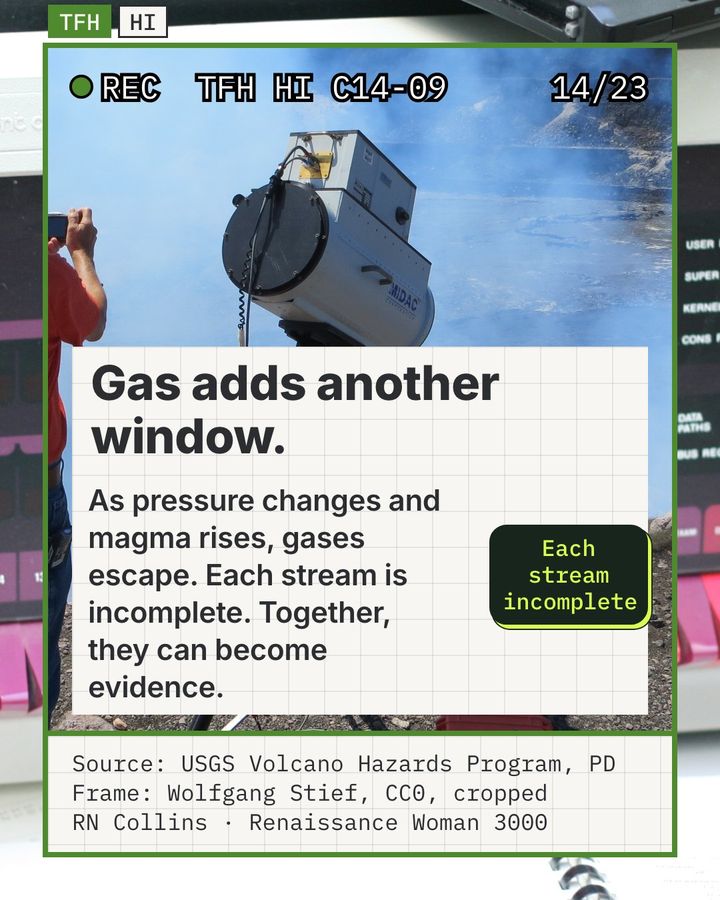 TFH HI
REC TFH HI C14-09 14/23
MIDAC
Gas adds another
window.
As pressure changes and
magma rises, gases
escape. Each stream is
incomplete. Together,
they can become
evidence.
Each
stream
incomplete
USER
SUPER
KERNE
CONS
DATA
PATHS
BUS REG
Source: USGS Volcano Hazards Program, PD
Frame: Wolfgang Stief, CC0, cropped
RN Collins · Renaissance Woman 3000